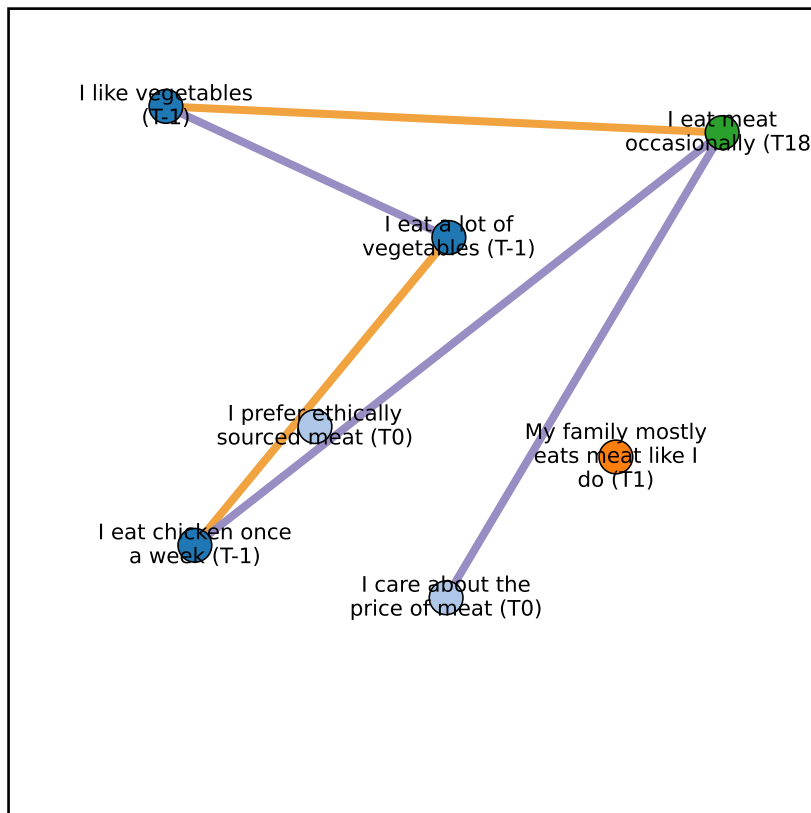 I like vegetables
(T-1)
I eat meat
occasionally (T18
I eat a lot of
vegetables (T-1)
I prefer ethically
sourced meat (T0)
My family mostly
eats meat like I
do (T1)
I eat chicken once
a week (T-1)
I care about the
price of meat (T0)